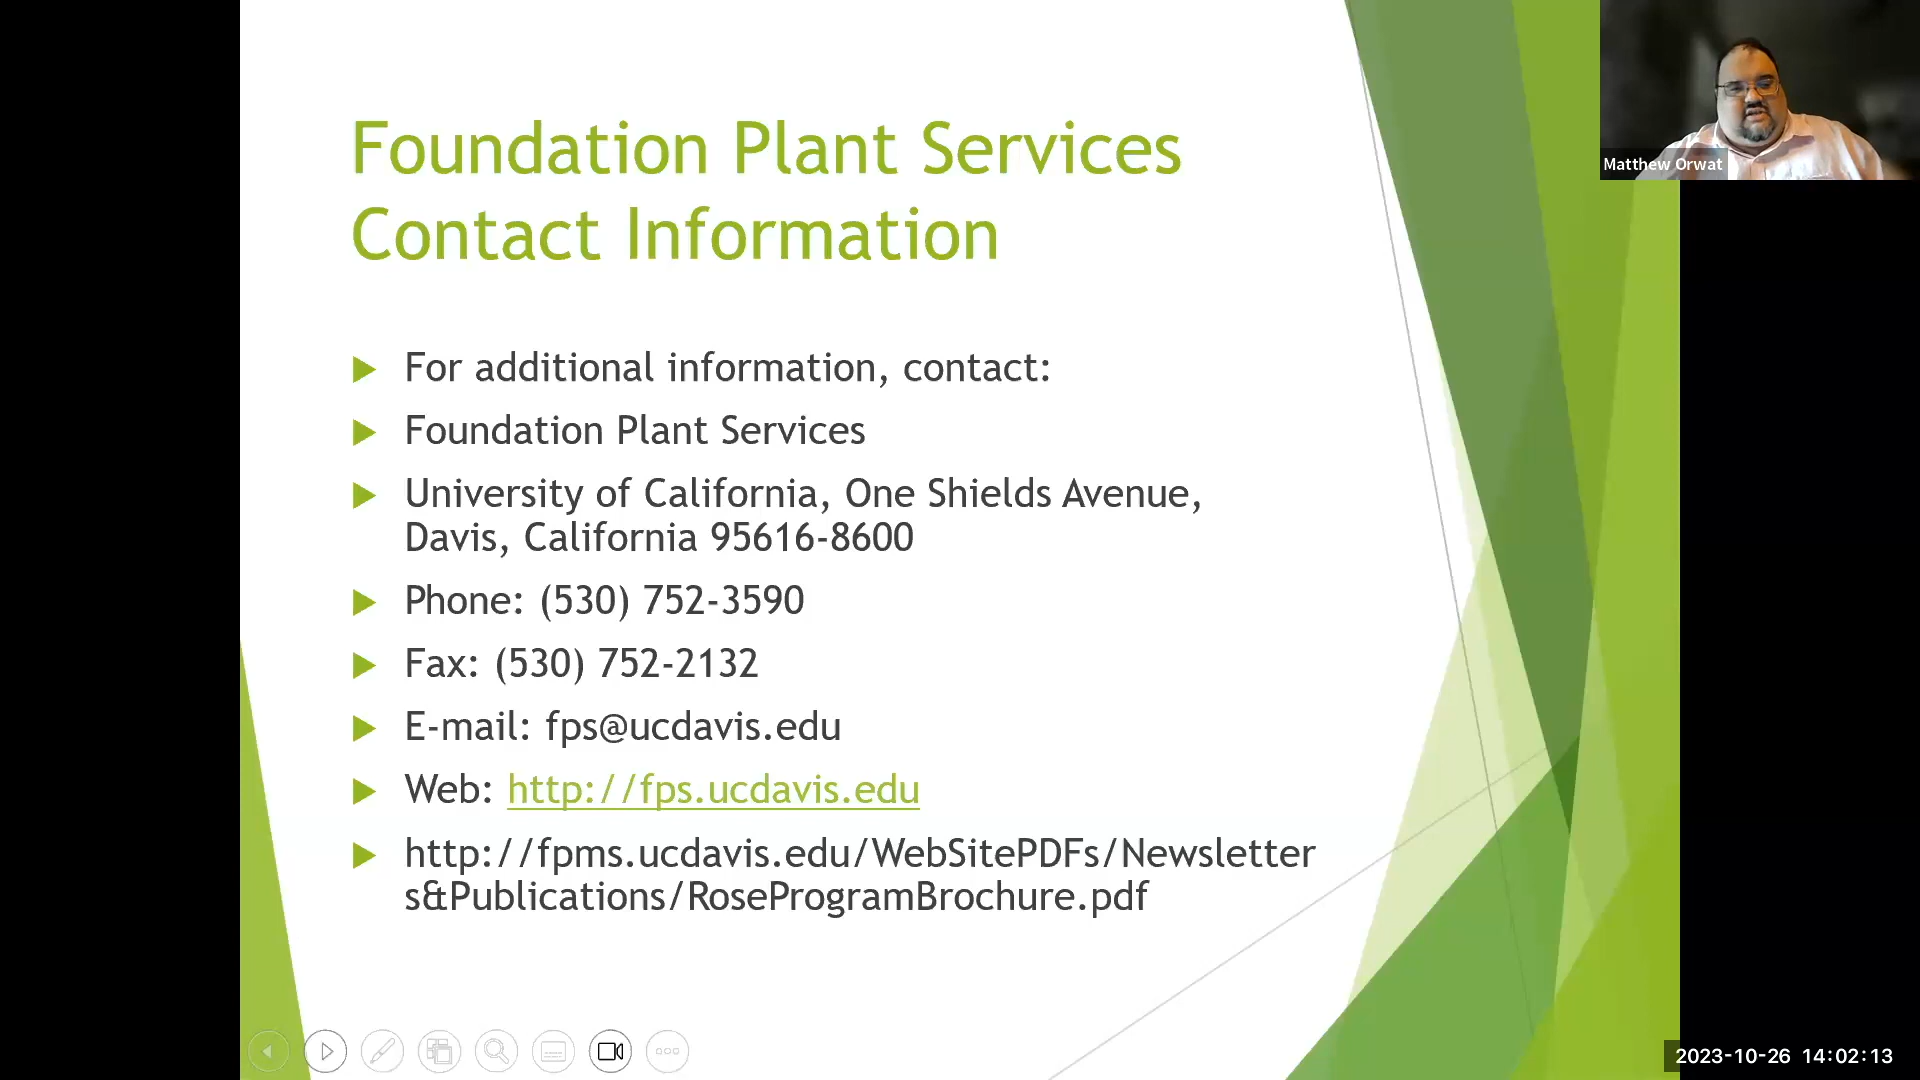 Foundation Plant Services
Contact Information
For additional information, contact:
Foundation Plant Services
University of California, One Shields Avenue,
Davis, California 95616-8600
Phone: (530) 752-3590
Fax: (530) 752-2132
E-mail: fps@ucdavis.edu
Web: http://fps.ucdavis.edu
http://fpms.ucdavis.edu/WebSitePDFs/Newsletter
s&Publications/RoseProgramBrochure.pdf
Matthew Orwat
2023-10-26 14:02:13